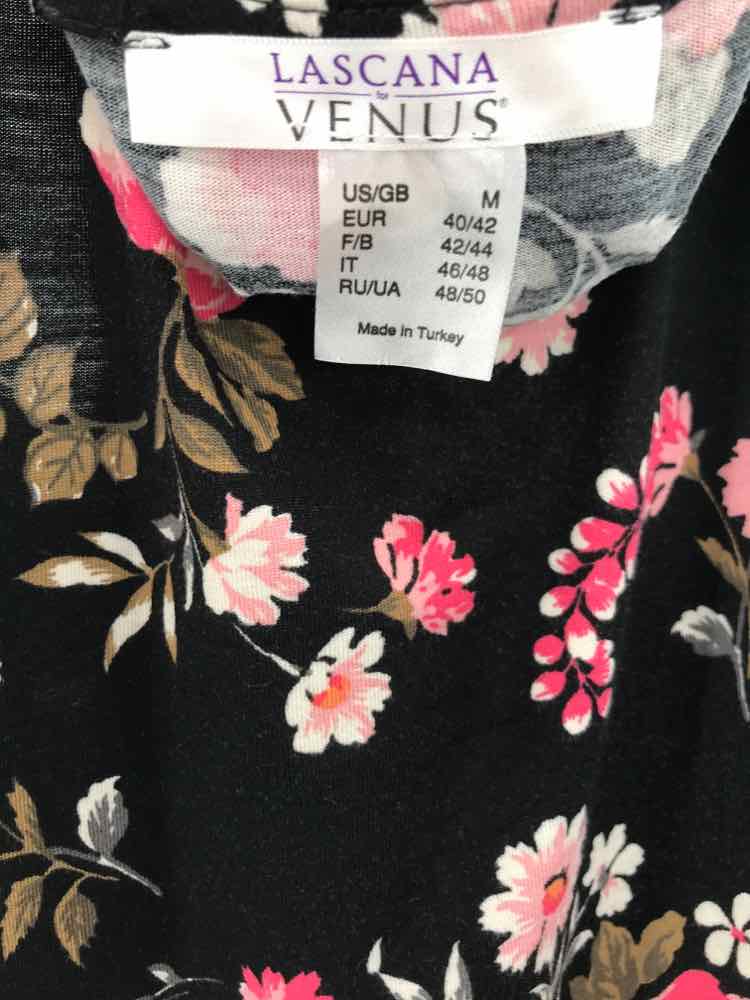 LASCANA
for
VENUS®
US/GB M
EUR 40/42
F/B 42/44
IT 46/48
RU/UA 48/50
Made in Turkey